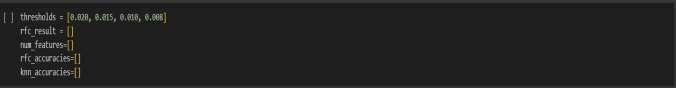 [ ] thresholds = [0.020, 0.015, 0.010, 0.008]
rfc_result = []
num_features=[]
rfc_accuracies=[]
knn_accuracies=[]